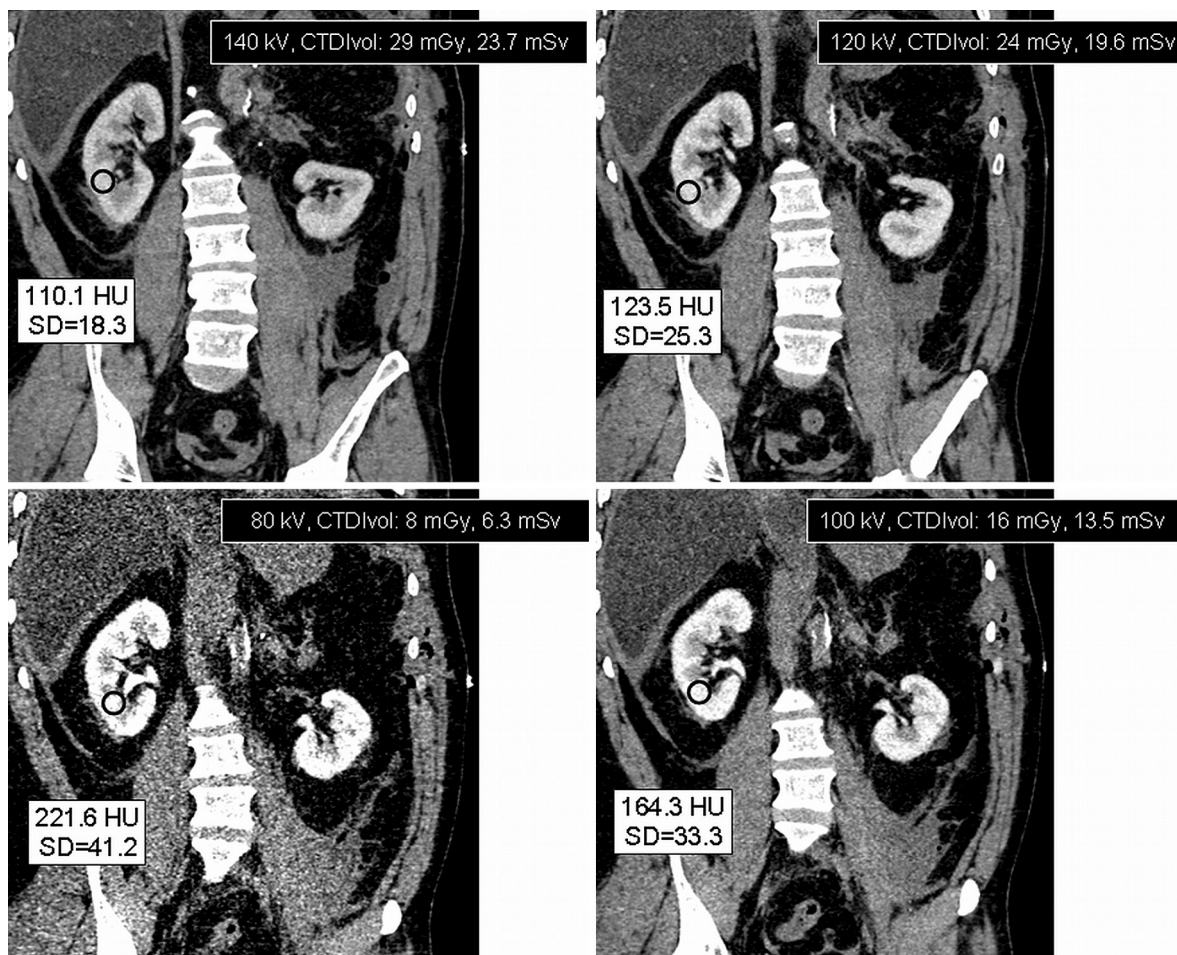 140 kV, CTDIvol: 29 mGy, 23.7 mSv
120 kV, CTDIvol: 24 mGy, 19.6 mSv
110.1 HU
SD=18.3
123.5 HU
SD=25.3
80 kV, CTDIvol: 8 mGy, 6.3 mSv
100 kV, CTDIvol: 16 mGy, 13.5 mSv
221.6 HU
SD=41.2
164.3 HU
SD=33.3